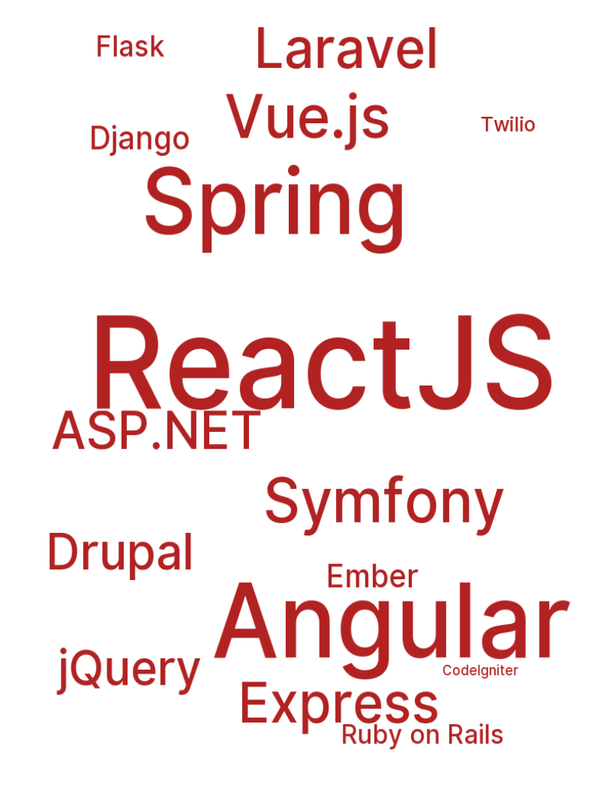 Flask
Laravel
Vue.js
Twilio
Django
Spring
ReactJS
ASP.NET
Symfony
Drupal
Ember
Angular
jQuery
CodeIgniter
Express
Ruby on Rails